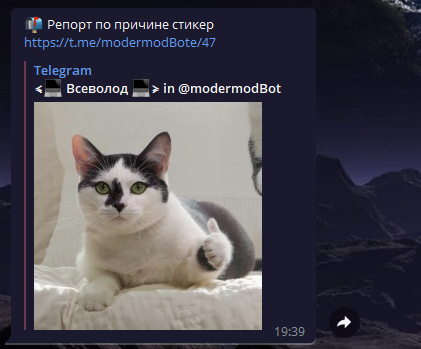 Репорт по причине стикер
https://t.me/modermodBote/47
Telegram
⋞💻 Всеволод 💻⋟ in @modermodBot
19:39